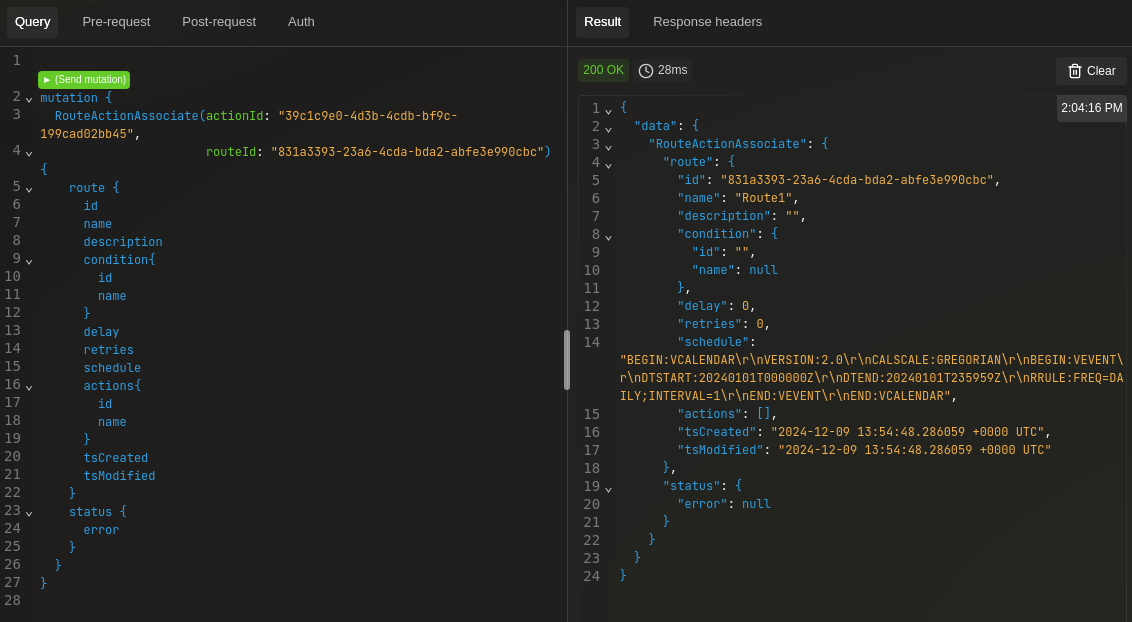 Query Pre-request Post-request Auth
1
(Send mutation)
2 mutation {
3 RouteActionAssociate(actionId: "39c1c9e0-4d3b-4cdb-bf9c-
199cad02bb45",
4 routeId: "831a3393-23a6-4cda-bda2-abfe3e990cbc")
{
5 route {
6 id
7 name
8 description
9 condition{
10 id
11 name
12 }
13 delay
14 retries
15 schedule
16 actions{
17 id
18 name
19 }
20 tsCreated
21 tsModified
22 }
23 status {
24 error
25 }
26 }
27 }
28
Result Response headers
200 OK 28ms Clear
2:04:16 PM
1 {
2 "data": {
3 "RouteActionAssociate": {
4 "route": {
5 "id": "831a3393-23a6-4cda-bda2-abfe3e990cbc",
6 "name": "Route1",
7 "description": "",
8 "condition": {
9 "id": "",
10 "name": null
11 },
12 "delay": 0,
13 "retries": 0,
14 "schedule":
"BEGIN:VCALENDAR\r\nVERSION:2.0\r\nCALSCALE:GREGORIAN\r\nBEGIN:VEVENT\
r\nDTSTART:20240101T000000Z\r\nDTEND:20240101T235959Z\r\nRRULE:FREQ=DA
ILY;INTERVAL=1\r\nEND:VEVENT\r\nEND:VCALENDAR",
15 "actions": [],
16 "tsCreated": "2024-12-09 13:54:48.286059 +0000 UTC",
17 "tsModified": "2024-12-09 13:54:48.286059 +0000 UTC"
18 },
19 "status": {
20 "error": null
21 }
22 }
23 }
24 }